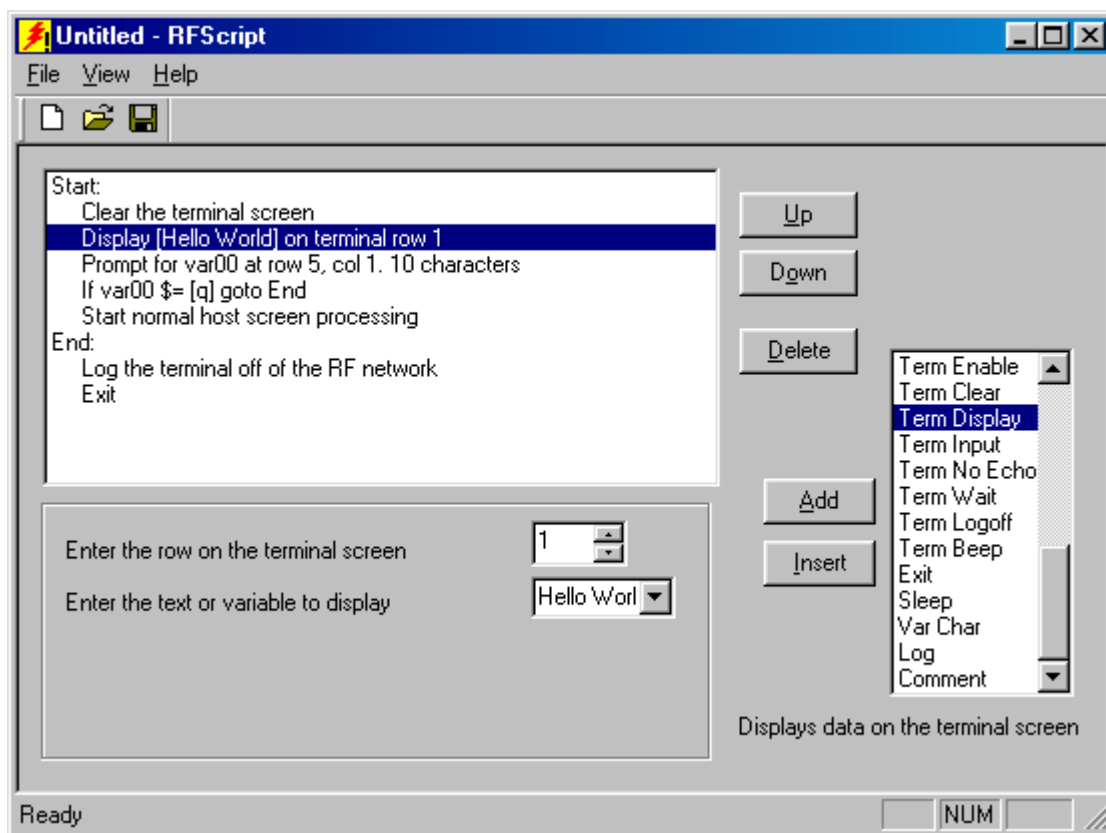 Untitled - RFScript
File View Help
Start:
Clear the terminal screen
Display [Hello World] on terminal row 1
Prompt for var00 at row 5, col 1. 10 characters
If var00 $= [q] goto End
Start normal host screen processing
End:
Log the terminal off of the RF network
Exit
Up
Down
Delete
Term Enable
Term Clear
Term Display
Term Input
Term No Echo
Term Wait
Term Logoff
Term Beep
Exit
Sleep
Var Char
Log
Comment
Add
Insert
Enter the row on the terminal screen 1
Enter the text or variable to display Hello Worl
Displays data on the terminal screen
Ready NUM